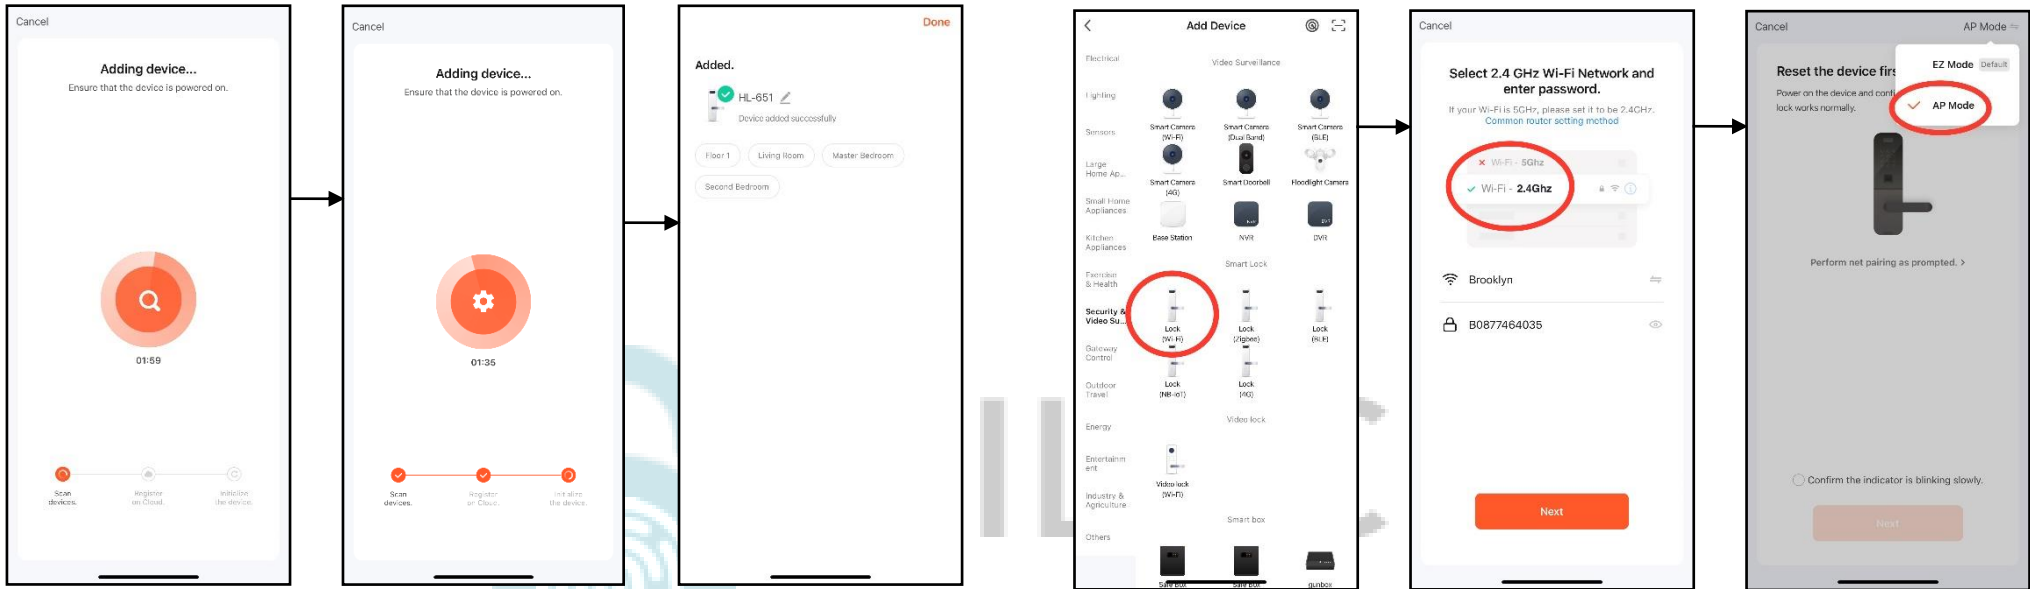 Cancel
Adding device...
Ensure that the device is powered on.
01:59
Scan
devices.
Register
on Cloud.
Initialize
the device.
Cancel
Adding device...
Ensure that the device is powered on.
01:35
Scan
devices.
Register
on Cloud.
Initialize
the device.
Done
Added.
HL-651
Device added successfully
Floor 1
Living Room
Master Bedroom
Second Bedroom
Add Device
Electrical
Lighting
Sensors
Large
Home Ap...
Small Home
Appliances
Kitchen
Appliances
Exercise
& Health
Security &
Video Su...
Gateway
Control
Outdoor
Travel
Energy
Entertainm
ent
Industry &
Agriculture
Others
Video Surveillance
Smart Camera
(Wi-Fi)
Smart Camera
(Dual Band)
Smart Camera
(BLE)
Smart Camera
(4G)
Smart Doorbell
Floodlight Camera
Base Station
NVR
DVR
Smart Lock
Lock
(Wi-Fi)
Lock
(Zigbee)
Lock
(BLE)
Lock
(NB-IoT)
Lock
(4G)
Video lock
Video lock
(Wi-Fi)
Smart box
Safe Box
Safe Box
gunbox
Cancel
Select 2.4 GHz Wi-Fi Network and
enter password.
If your Wi-Fi is 5GHz, please set it to be 2.4GHz.
Common router setting method
Wi-Fi - 5Ghz
Wi-Fi - 2.4Ghz
Brooklyn
B0877464035
Next
Cancel
AP Mode
EZ Mode Default
AP Mode
Reset the device firs
Power on the device and conf
lock works normally.
Perform net pairing as prompted. >
Confirm the indicator is blinking slowly.
Next